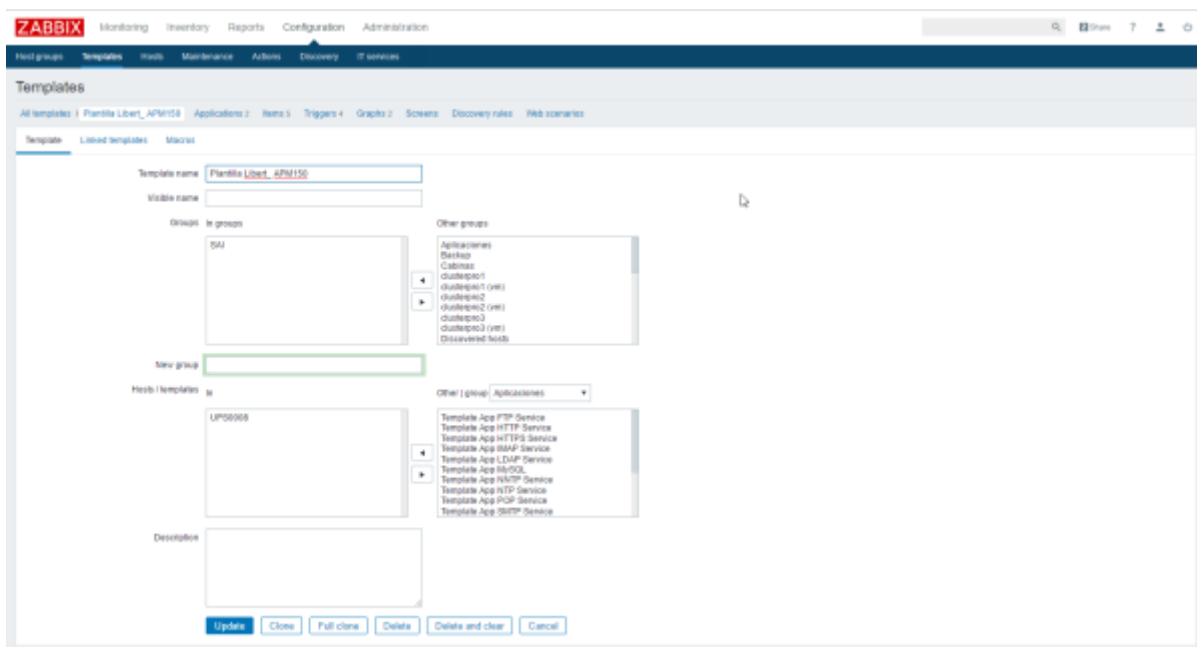 ZABBIX Monitoring Inventory Reports Configuration Administration Share ?
Host groups Templates Hosts Maintenance Actions Discovery IT services
Templates
All templates / Plantilla Libert_ APM150 Applications 2 Items 5 Triggers 4 Graphs 2 Screens Discovery rules Web scenarios
Template Linked templates Macros
Template name Plantilla Libert_ APM150
Visible name
Groups In groups Other groups
SAI
Aplicaciones
Backup
Cabinas
clusterpro1
clusterpro1 (vm)
clusterpro2
clusterpro2 (vm)
clusterpro3
clusterpro3 (vm)
Discovered hosts
New group
Hosts / templates In Other | group Aplicaciones
UPS0008
Template App FTP Service
Template App HTTP Service
Template App HTTPS Service
Template App IMAP Service
Template App LDAP Service
Template App MySQL
Template App NNTP Service
Template App NTP Service
Template App POP Service
Template App SMTP Service
Description
Update Clone Full clone Delete Delete and clear Cancel